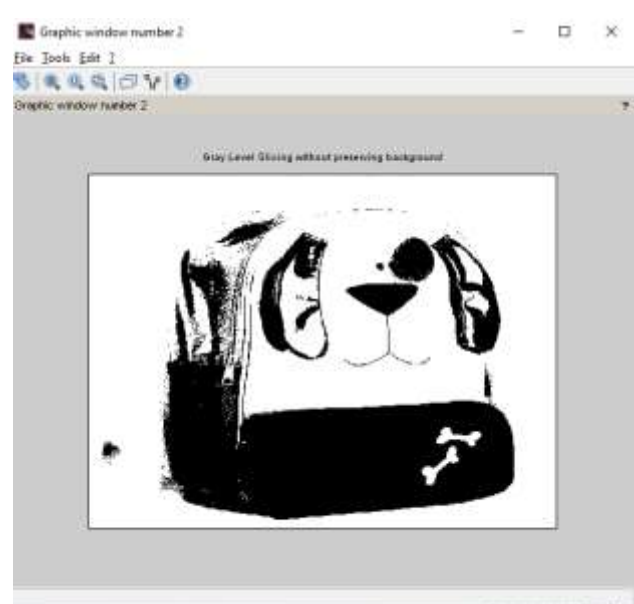 Graphic window number 2
File Tools Edit ?
Graphic window number 2 ?
Gray Level Slicing without preserving background